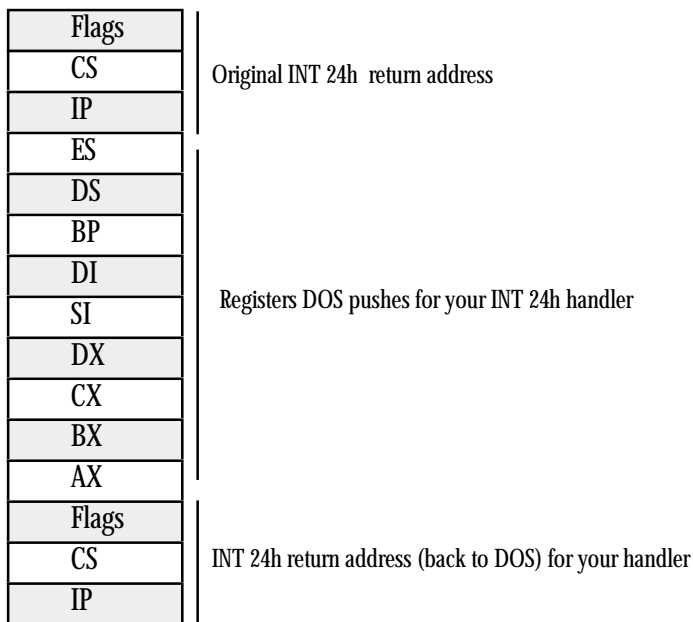 Flags
CS
Original INT 24h return address
IP
ES
DS
BP
DI
Registers DOS pushes for your INT 24h handler
SI
DX
CX
BX
AX
Flags
CS
INT 24h return address (back to DOS) for your handler
IP